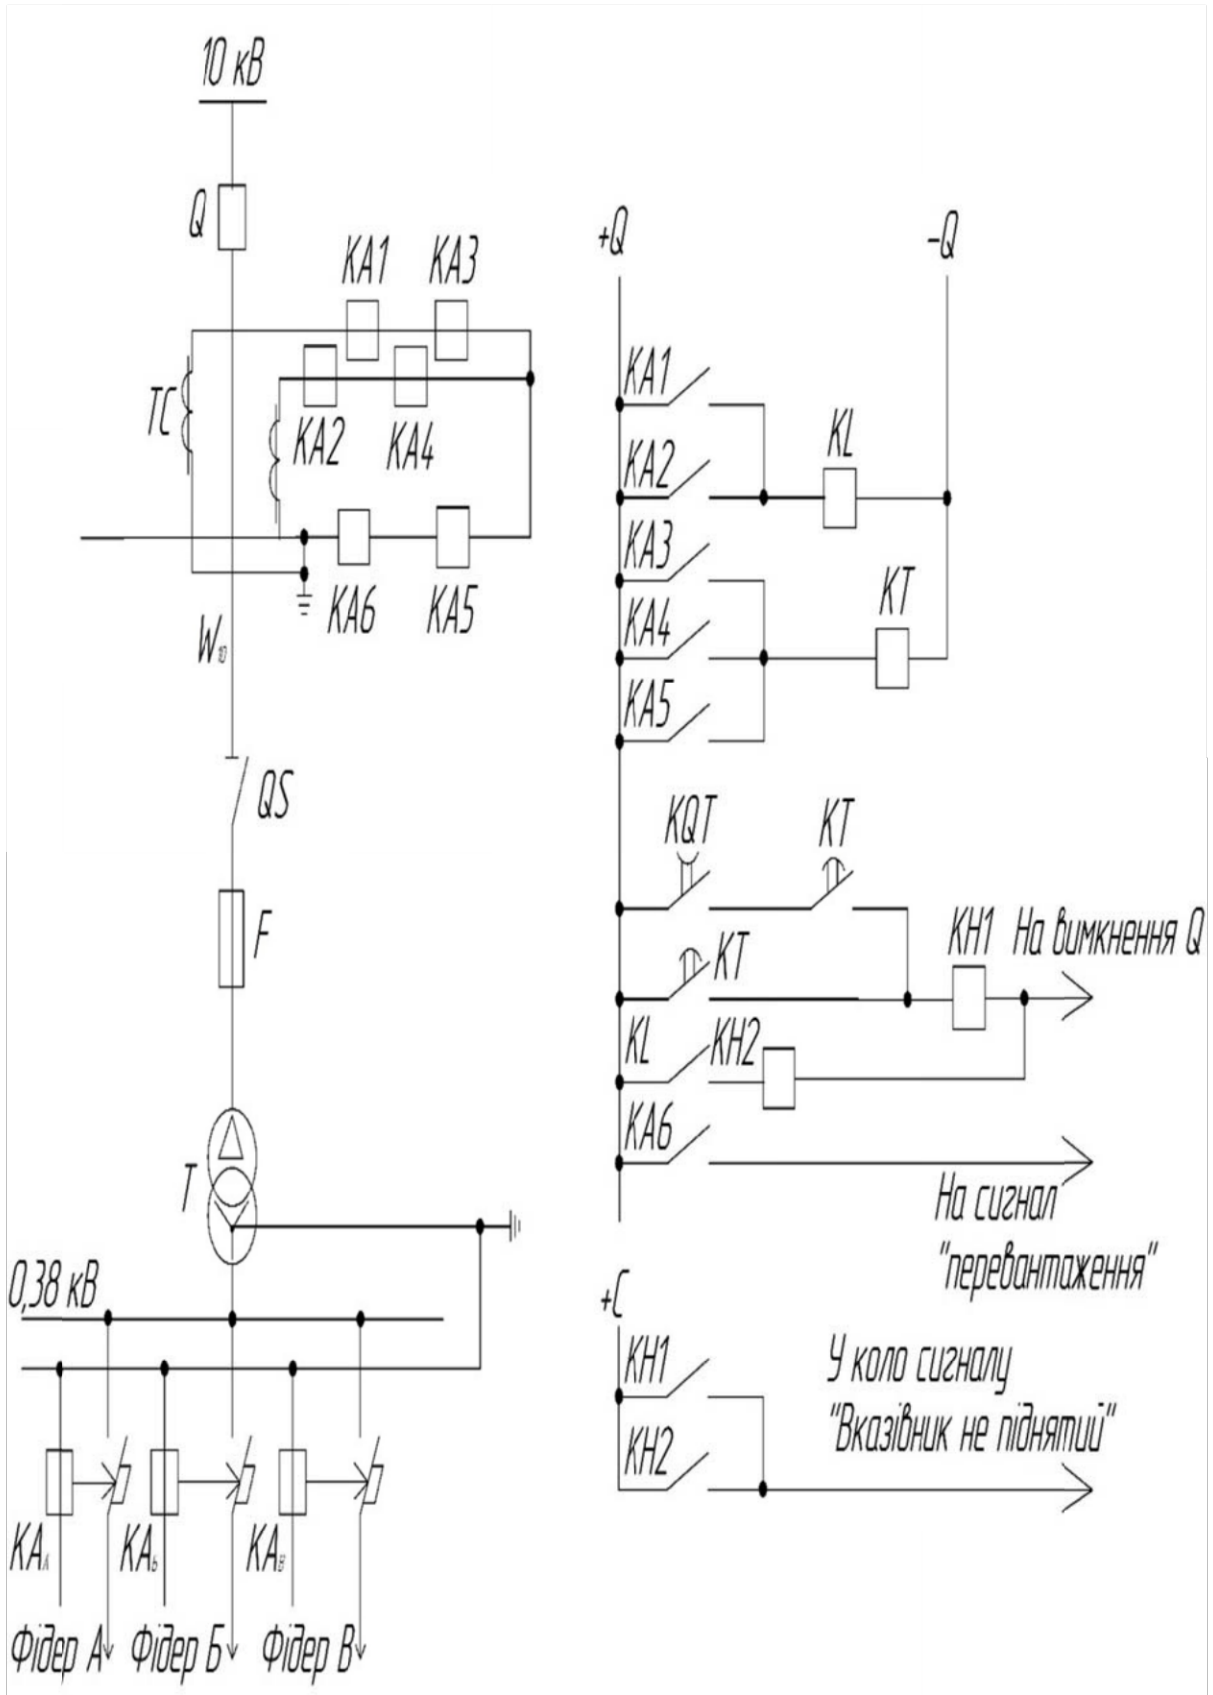 10 кВ
Q
KA1
KA3
TC
KA2
KA4
KA6
KA5
W₁₀
QS
F
T
0,38 кВ
KA
KAБ
KAВ
Фідер А
Фідер Б
Фідер В
+Q
-Q
KA1
KL
KA2
KA3
KT
KA4
KA5
KQT
KT
KH1
На вимкнення Q
KT
KL
KH2
KA6
На сигнал
"перевантаження"
+C
KH1
У коло сигналу
"Вказівник не піднятий"
KH2